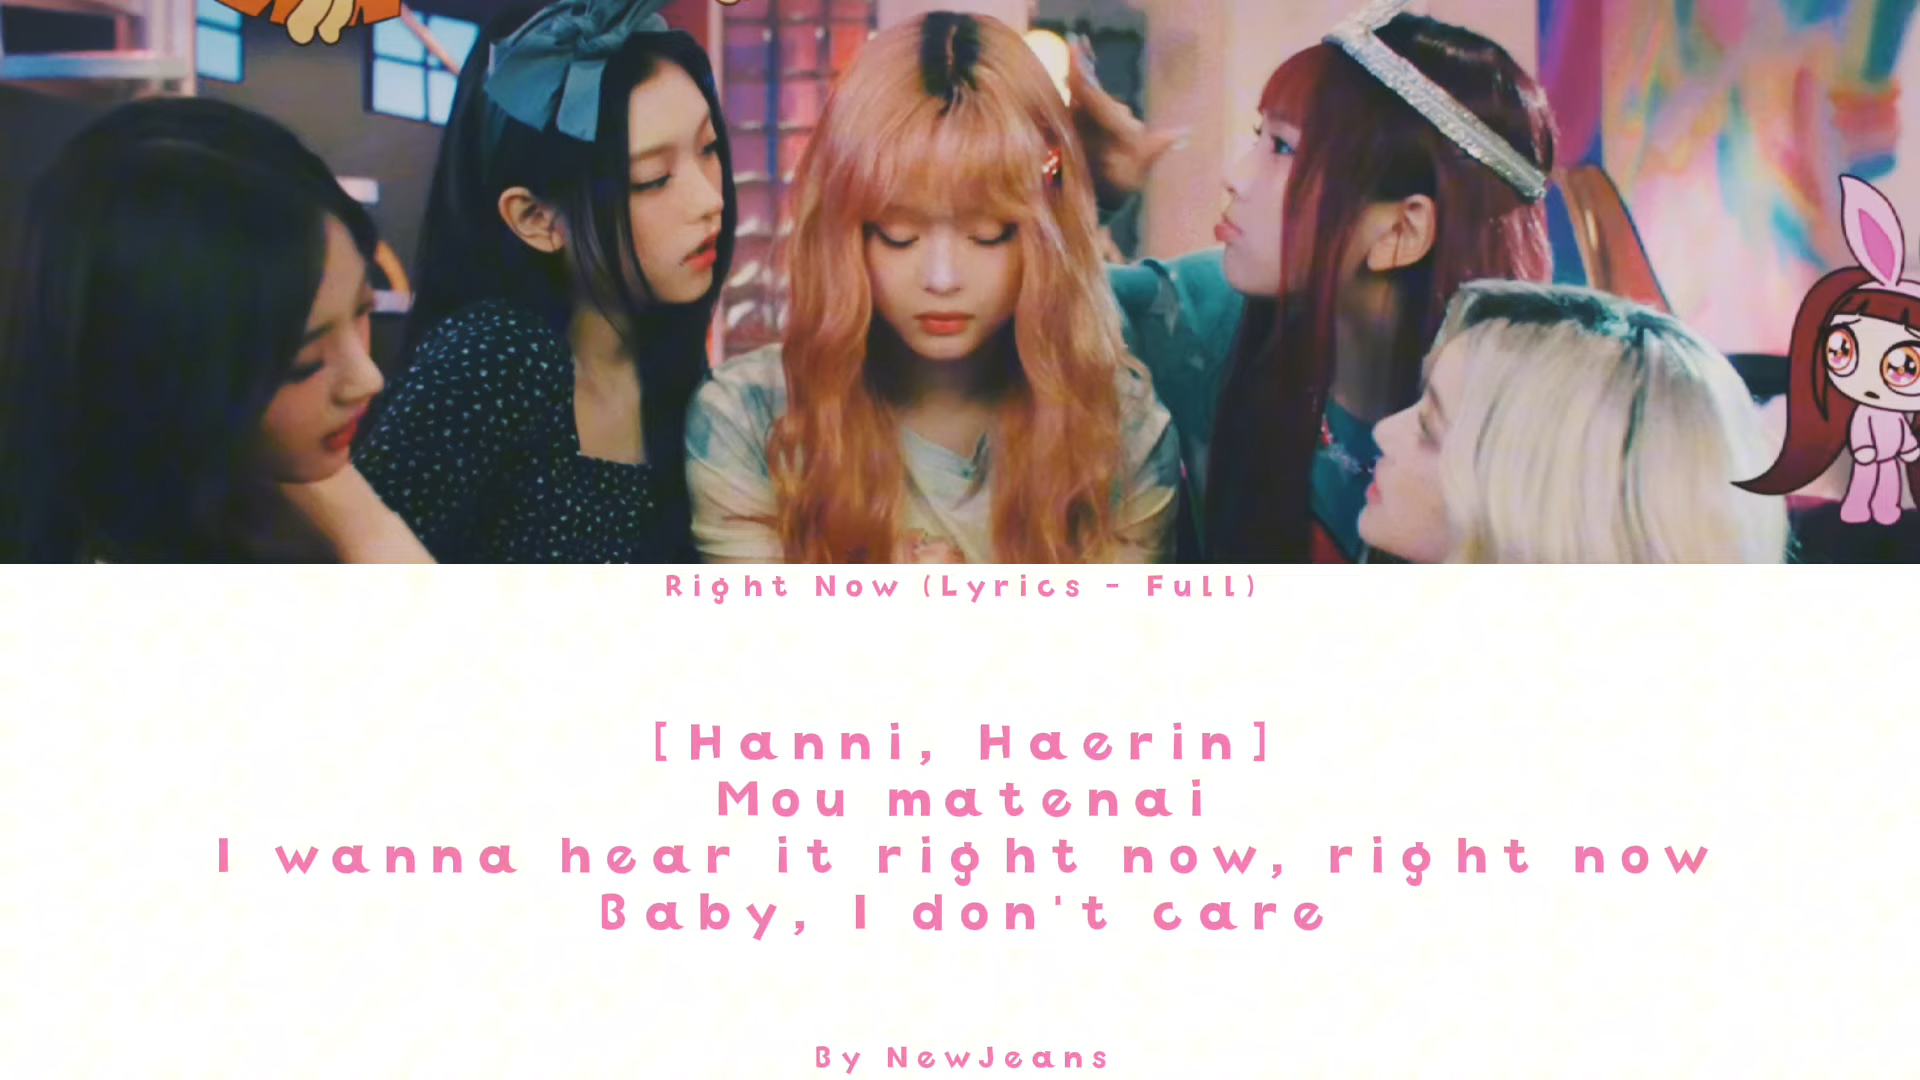 Right Now (Lyrics - Full)
[Hanni, Haerin]
Mou matenai
I wanna hear it right now, right now
Baby, I don't care
By NewJeans